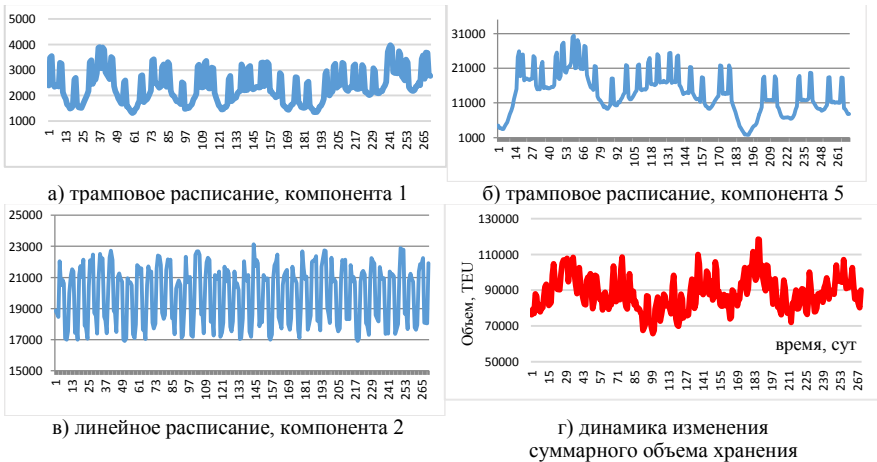 5000
4000
3000
2000
1000
1 13 25 37 49 61 73 85 97 109 121 133 145 157 169 181 193 205 217 229 241 253 265
а) трамповое расписание, компонента 1
31000
21000
11000
1000
1 14 27 40 53 66 79 92 105 118 131 144 157 170 183 196 209 222 235 248 261
б) трамповое расписание, компонента 5
25000
23000
21000
19000
17000
15000
1 13 25 37 49 61 73 85 97 109 121 133 145 157 169 181 193 205 217 229 241 253 265
в) линейное расписание, компонента 2
130000
110000
90000
70000
50000
Объем, TEU
время, сут
1 15 29 43 57 71 85 99 113 127 141 155 169 183 197 211 225 239 253 267
г) динамика изменения
суммарного объема хранения